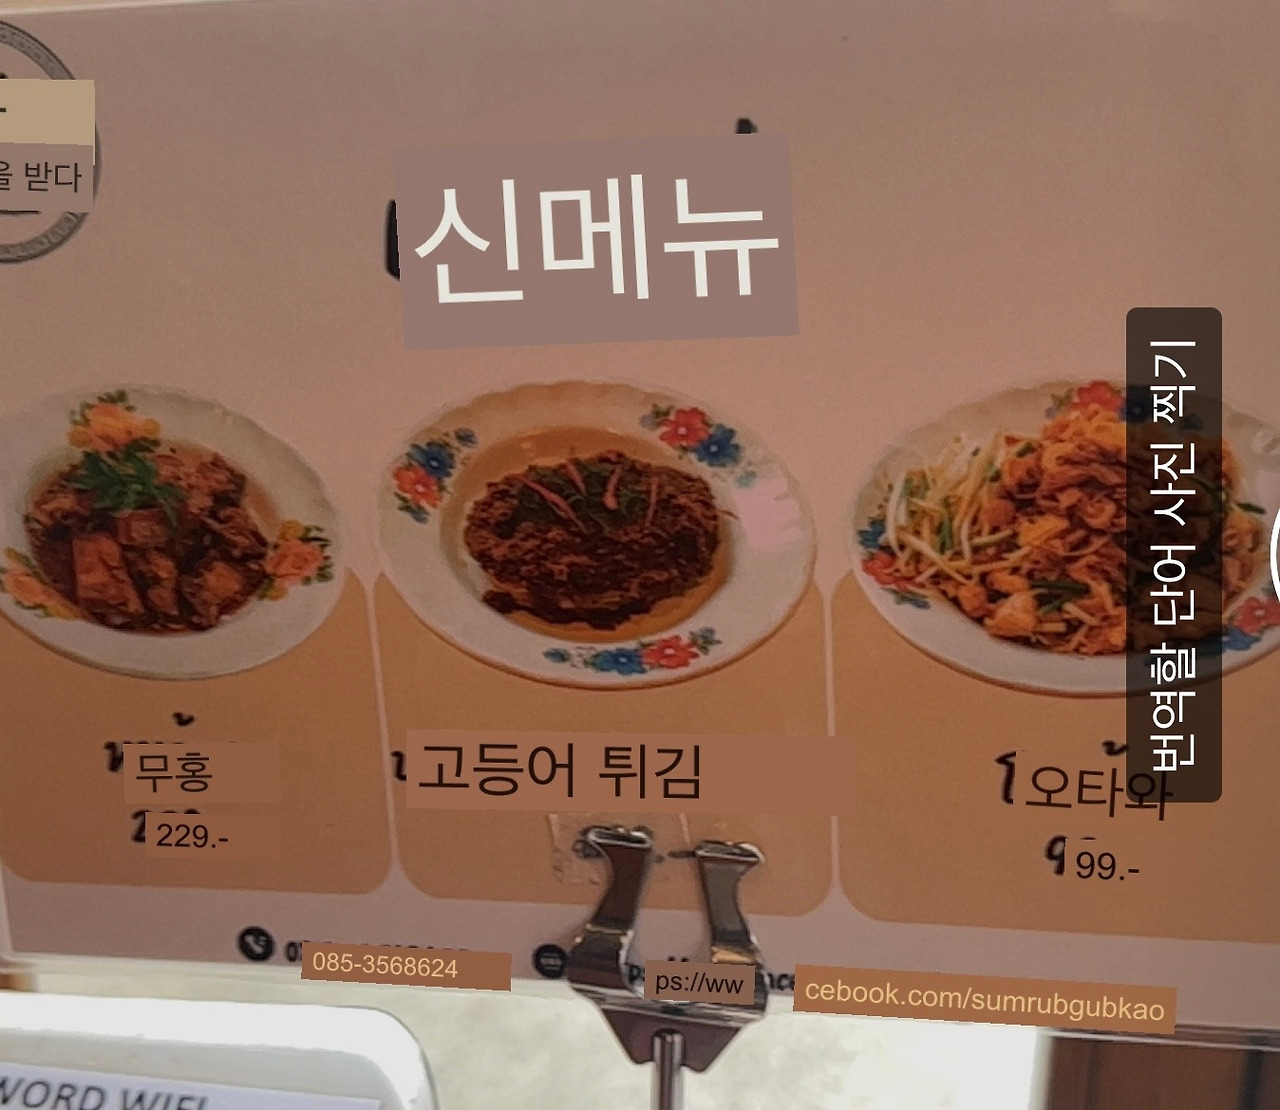 을 받다
신메뉴
번역할 단어 사진 찍기
무홍
고등어 튀김
오타와
229.-
99.-
085-3568624
ps://ww
cebook.com/sumrubgubkao
WORD WIFI